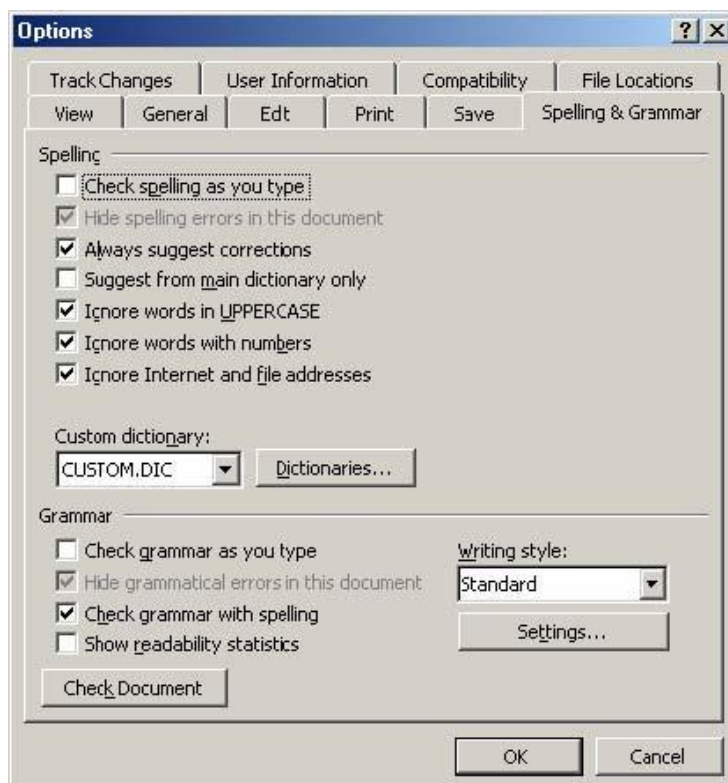 Options
Track Changes User Information Compatibility File Locations
View General Edt Print Save Spelling & Grammar
Spelling
Check spelling as you type
Hide spelling errors in this document
Always suggest corrections
Suggest from main dictionary only
Ignore words in UPPERCASE
Ignore words with numbers
Ignore Internet and file addresses
Custom dictionary:
CUSTOM.DIC Dictionaries...
Grammar
Check grammar as you type Writing style:
Hide grammatical errors in this document Standard
Check grammar with spelling
Show readability statistics Settings...
Check Document
OK Cancel